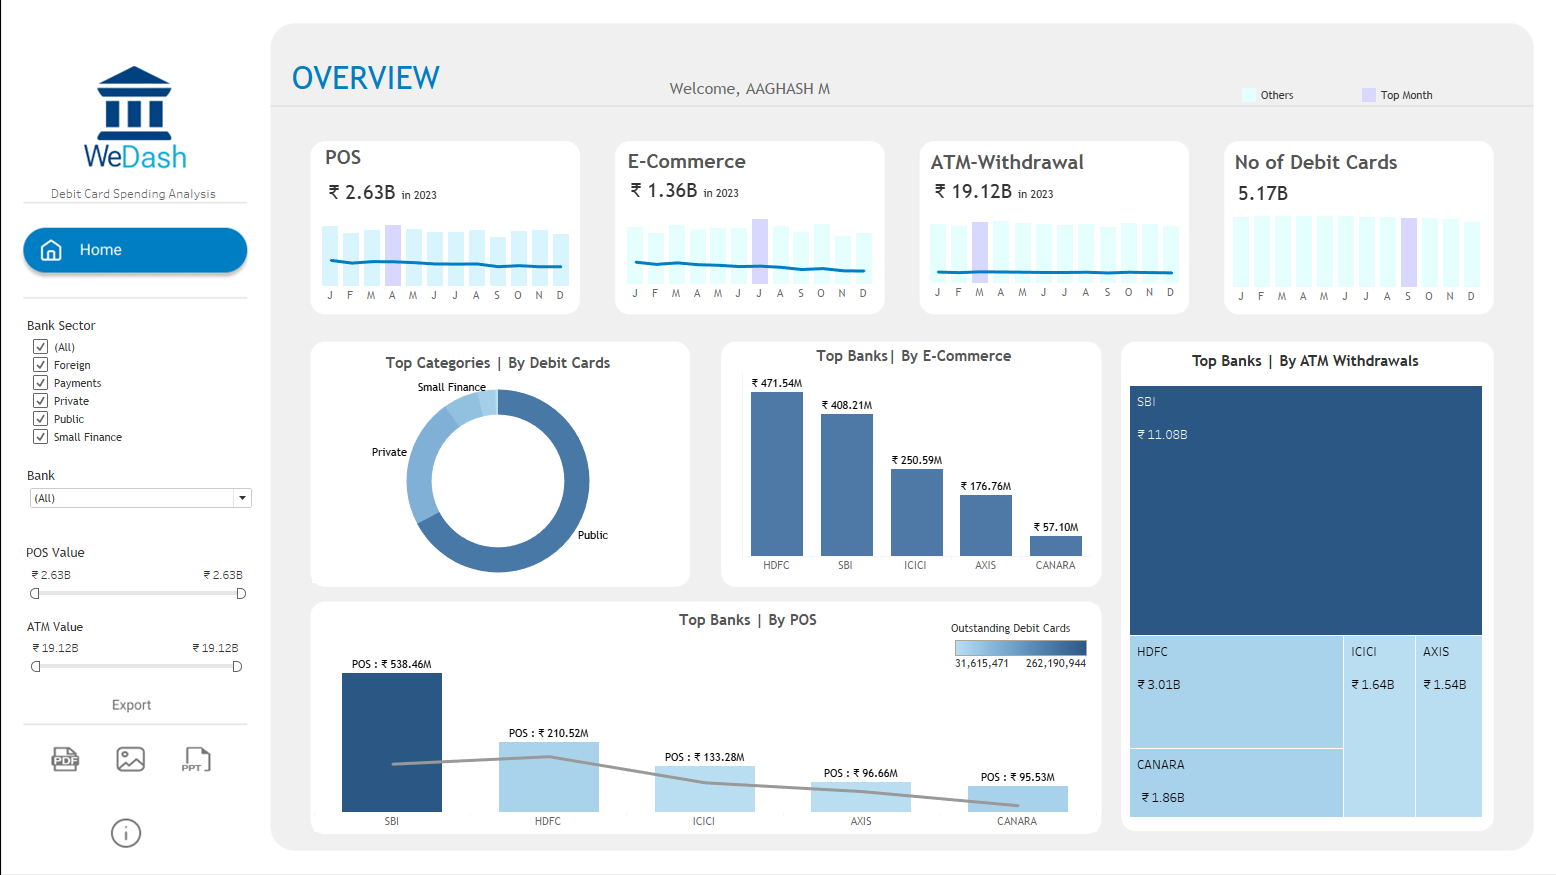 WeDash
Debit Card Spending Analysis
Home
Bank Sector
(All)
Foreign
Payments
Private
Public
Small Finance
Bank
(All)
POS Value
₹ 2.63B ₹ 2.63B
ATM Value
₹ 19.12B ₹ 19.12B
Export
PDF PPT
OVERVIEW
Welcome, AAGHASH M
Others Top Month
POS
₹ 2.63B in 2023
J F M A M J J A S O N D
E-Commerce
₹ 1.36B in 2023
J F M A M J J A S O N D
ATM-Withdrawal
₹ 19.12B in 2023
J F M A M J J A S O N D
No of Debit Cards
5.17B
J F M A M J J A S O N D
Top Categories | By Debit Cards
Small Finance
Private
Public
Top Banks| By E-Commerce
₹ 471.54M
₹ 408.21M
₹ 250.59M
₹ 176.76M
₹ 57.10M
HDFC SBI ICICI AXIS CANARA
Top Banks | By ATM Withdrawals
SBI
₹ 11.08B
HDFC
₹ 3.01B
ICICI
₹ 1.64B
AXIS
₹ 1.54B
CANARA
₹ 1.86B
Top Banks | By POS
Outstanding Debit Cards
31,615,471 262,190,944
POS : ₹ 538.46M
POS : ₹ 210.52M
POS : ₹ 133.28M
POS : ₹ 96.66M
POS : ₹ 95.53M
SBI HDFC ICICI AXIS CANARA